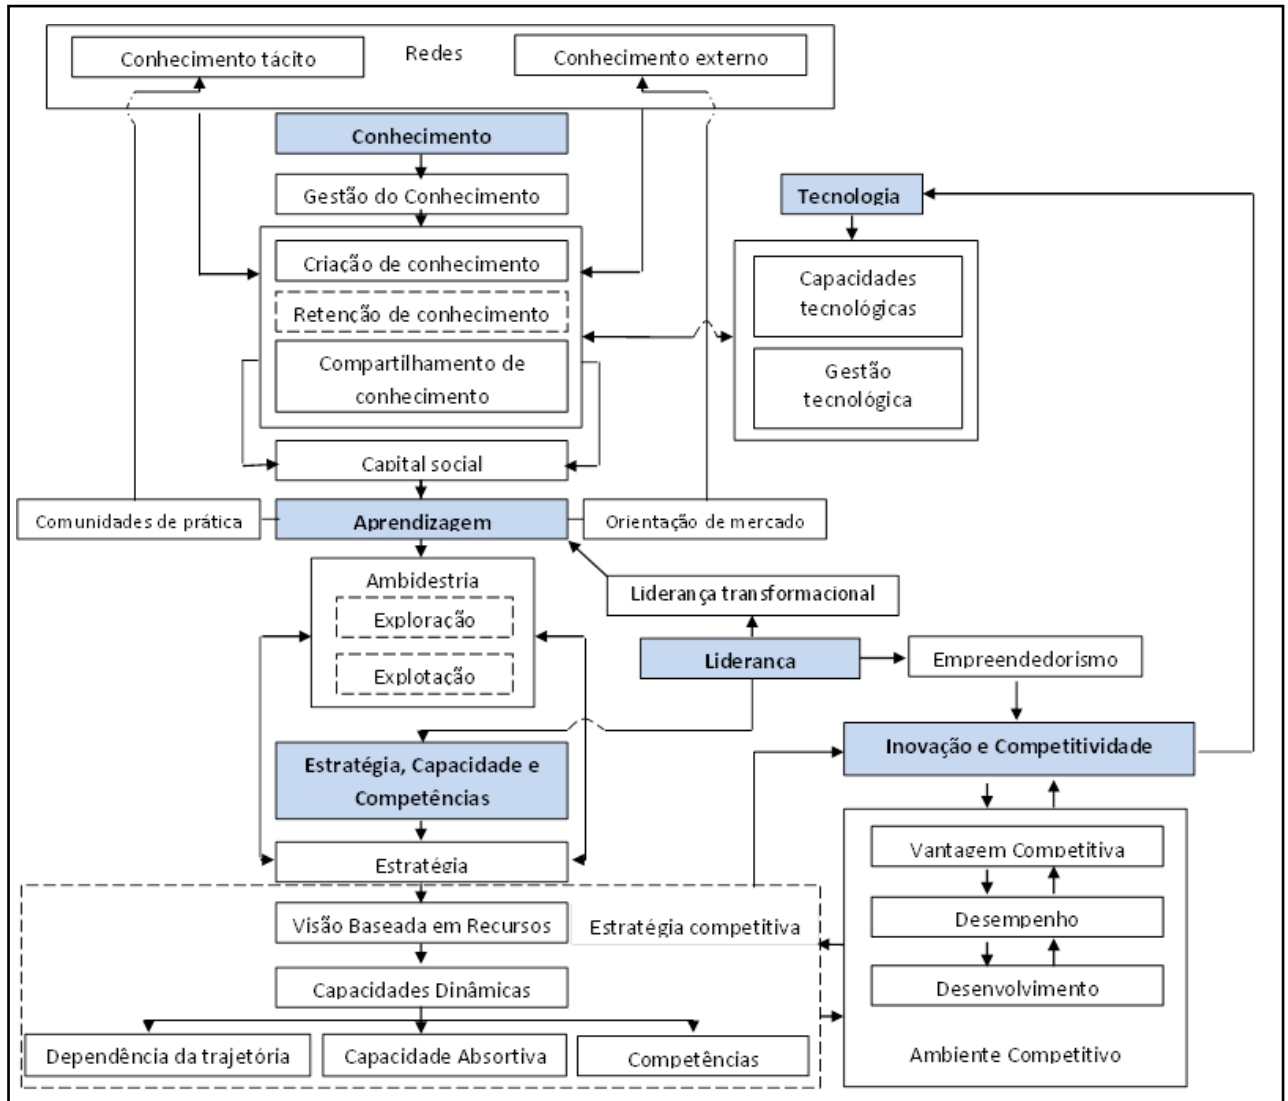 Redes
Conhecimento tácito
Conhecimento externo
Conhecimento
Gestão do Conhecimento
Tecnologia
Criação de conhecimento
Retenção de conhecimento
Compartilhamento de
conhecimento
Capacidades
tecnológicas
Gestão
tecnológica
Capital social
Comunidades de prática
Aprendizagem
Orientação de mercado
Ambidestria
Exploração
Explotação
Liderança transformacional
Liderança
Empreendedorismo
Estratégia, Capacidade e
Competências
Inovação e Competitividade
Estratégia
Vantagem Competitiva
Visão Baseada em Recursos
Estratégia competitiva
Desempenho
Capacidades Dinâmicas
Desenvolvimento
Dependência da trajetória
Capacidade Absortiva
Competências
Ambiente Competitivo